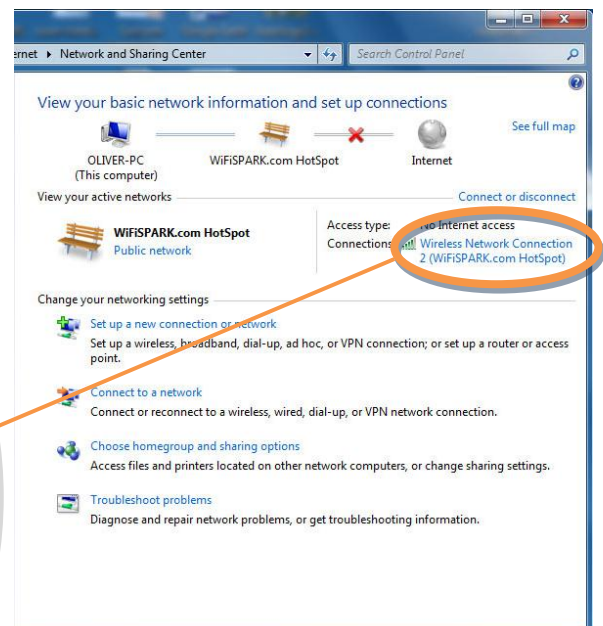 ernet ▸ Network and Sharing Center
Search Control Panel
View your basic network information and set up connections
See full map
OLIVER-PC
(This computer)
WiFiSPARK.com HotSpot
Internet
View your active networks
Connect or disconnect
WiFiSPARK.com HotSpot
Public network
Access type: No Internet access
Connections: Wireless Network Connection
2 (WiFiSPARK.com HotSpot)
Change your networking settings
Set up a new connection or network
Set up a wireless, broadband, dial-up, ad hoc, or VPN connection; or set up a router or access
point.
Connect to a network
Connect or reconnect to a wireless, wired, dial-up, or VPN network connection.
Choose homegroup and sharing options
Access files and printers located on other network computers, or change sharing settings.
Troubleshoot problems
Diagnose and repair network problems, or get troubleshooting information.